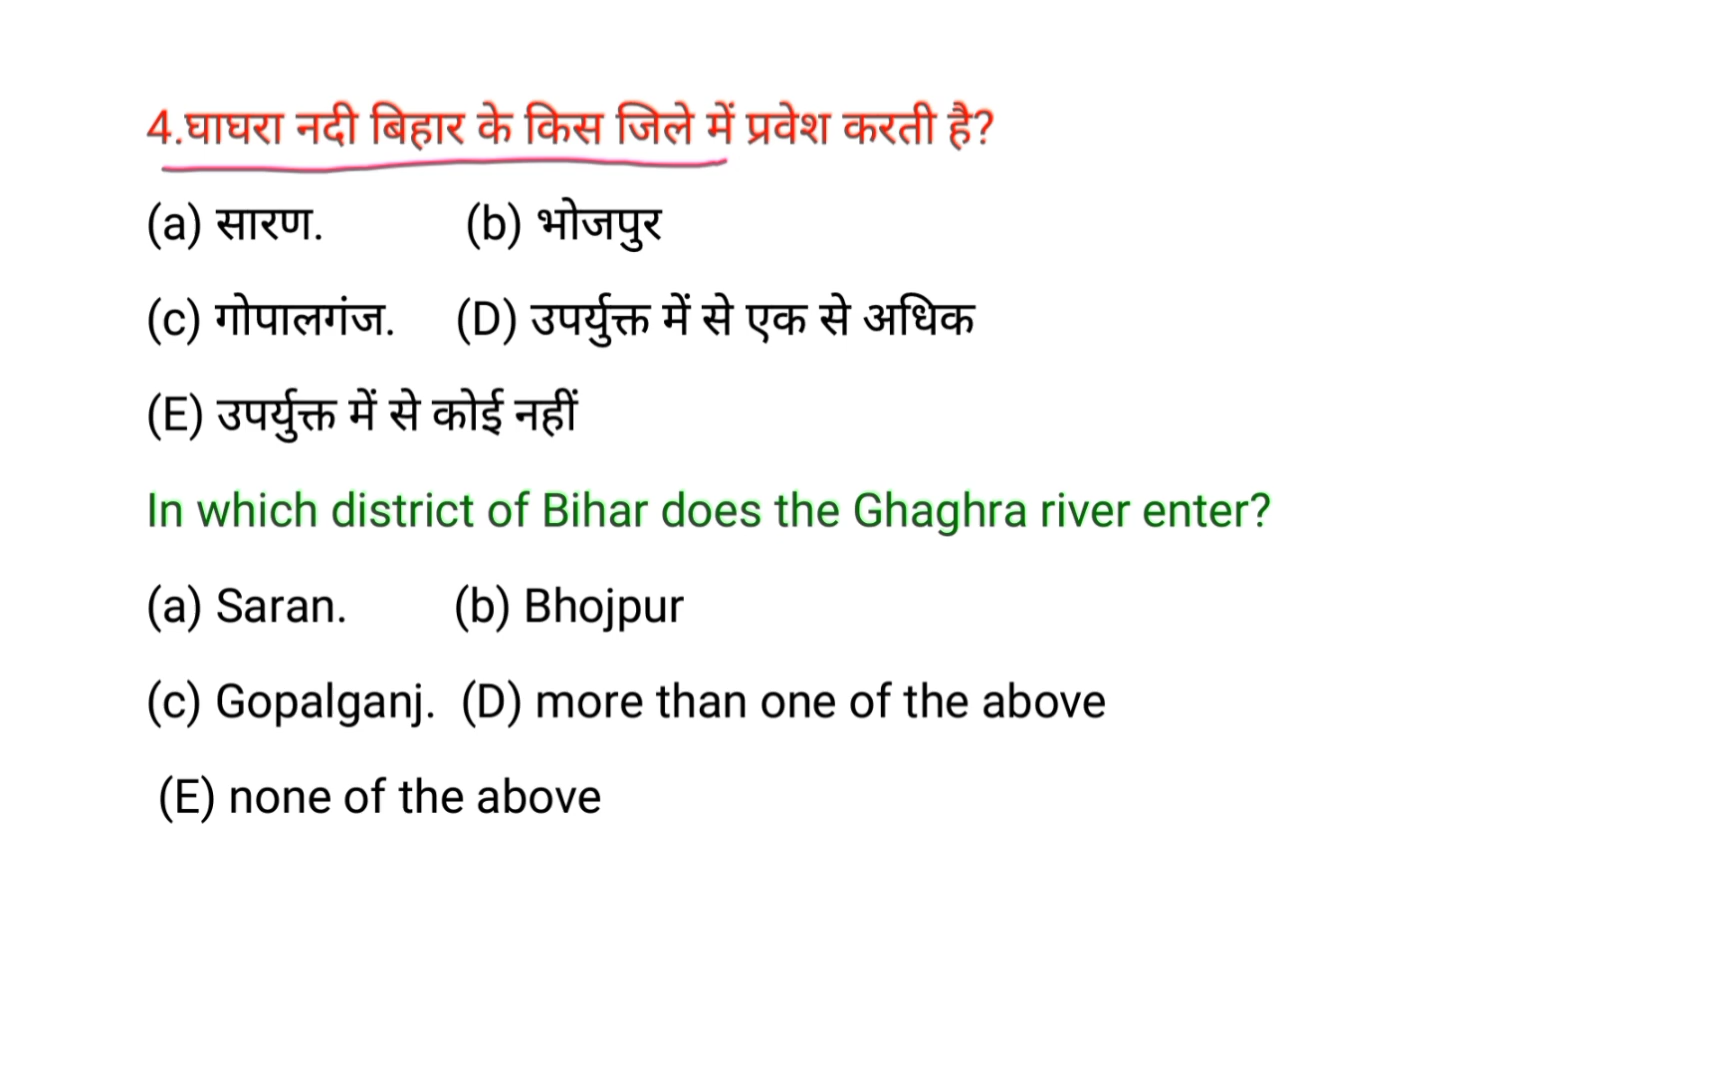 4.घाघरा नदी बिहार के किस जिले में प्रवेश करती है?
(a) सारण. (b) भोजपुर
(c) गोपालगंज. (D) उपर्युक्त में से एक से अधिक
(E) उपर्युक्त में से कोई नहीं
In which district of Bihar does the Ghaghra river enter?
(a) Saran. (b) Bhojpur
(c) Gopalganj. (D) more than one of the above
(E) none of the above